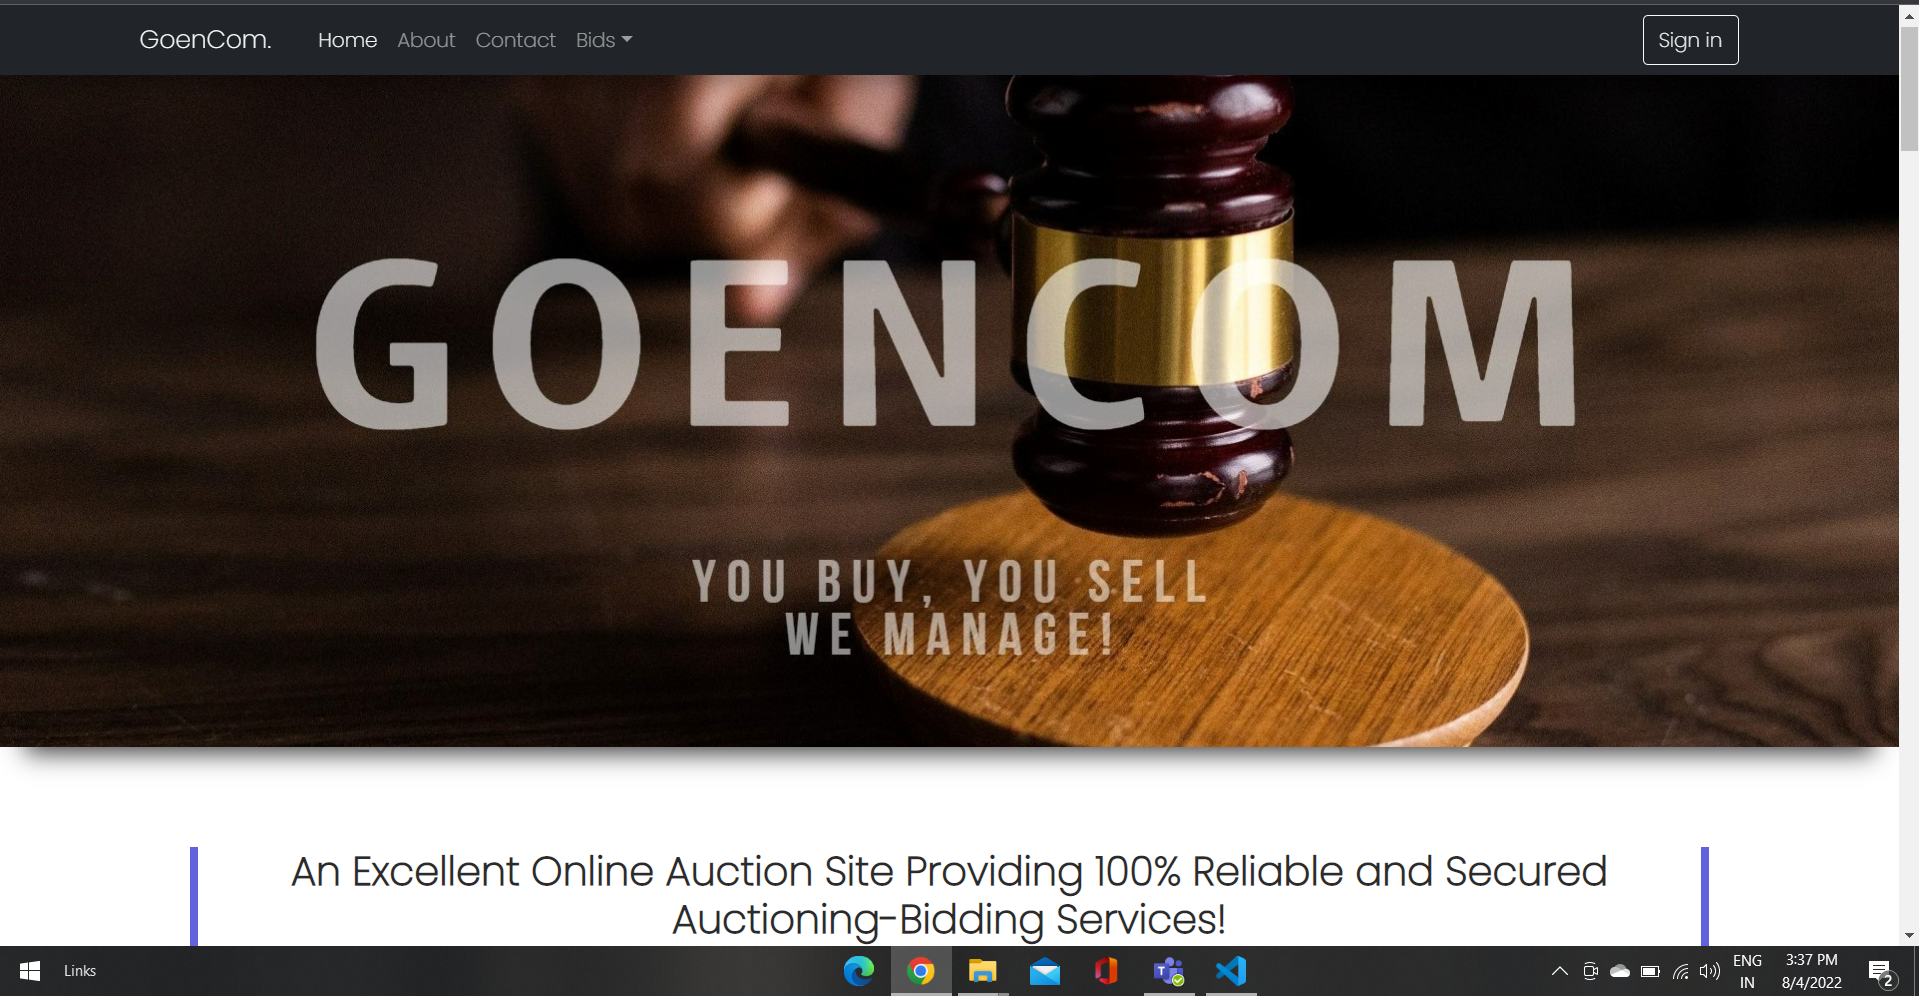 GoenCom. Home About Contact Bids Sign in
GOENCOM
YOU BUY, YOU SELL
WE MANAGE!
An Excellent Online Auction Site Providing 100% Reliable and Secured
Auctioning-Bidding Services!
Links
ENG
IN
3:37 PM
8/4/2022
2